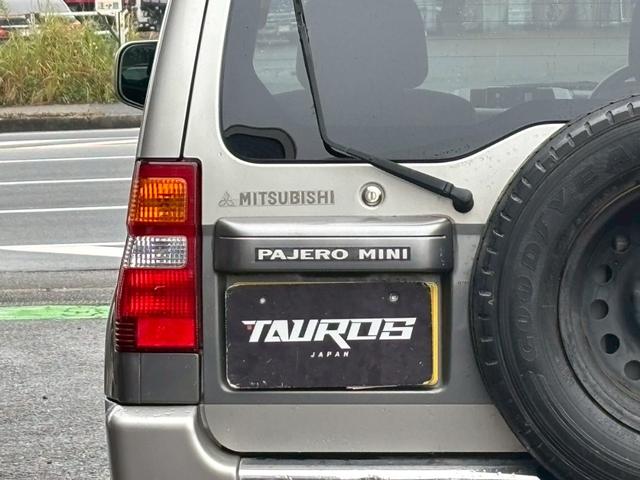 MITSUBISHI
PAJERO MINI
TAUROS
JAPAN
GOODYEAR